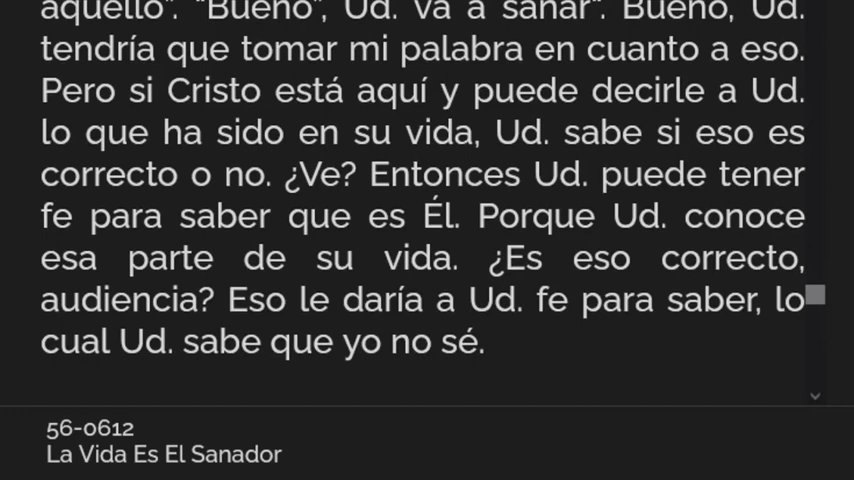 aquello”. “Bueno”, Ud. va a sanar“. Bueno, Ud.
tendría que tomar mi palabra en cuanto a eso.
Pero si Cristo está aquí y puede decirle a Ud.
lo que ha sido en su vida, Ud. sabe si eso es
correcto o no. ¿Ve? Entonces Ud. puede tener
fe para saber que es Él. Porque Ud. conoce
esa parte de su vida. ¿Es eso correcto,
audiencia? Eso le daría a Ud. fe para saber, lo
cual Ud. sabe que yo no sé.
56-0612
La Vida Es El Sanador